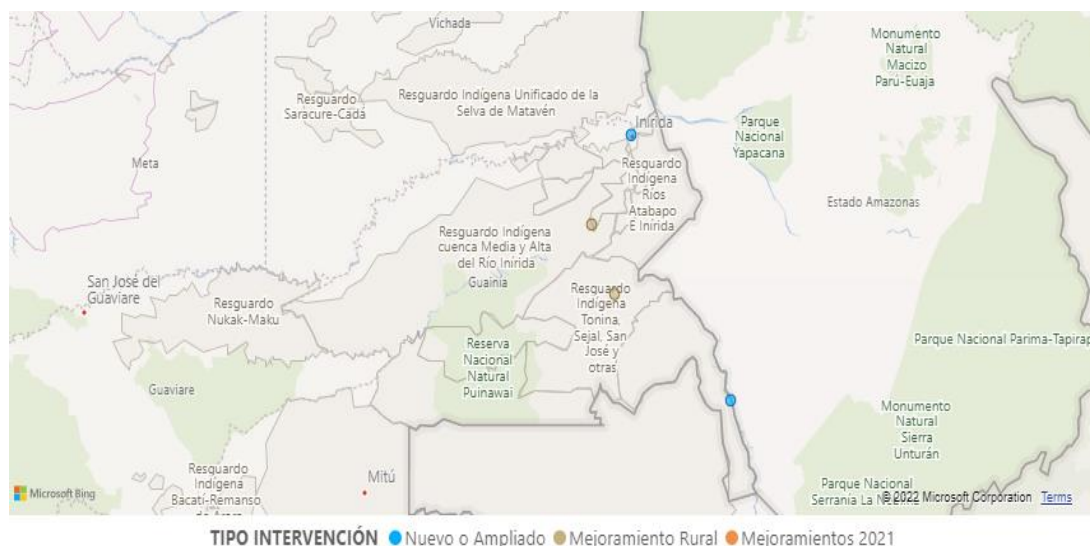 Vichada
Monumento
Natural
Macizo
Parú-Euaja
Resguardo
Saracure-Cadá
Resguardo Indígena Unificado de la
Selva de Matavén
Inírida
Parque
Nacional
Yapacana
Meta
Resguardo
Indígena
Ríos
Atabapo
E Inírida
Estado Amazonas
Resguardo Indígena
cuenca Media y Alta
del Río Inírida
Guainía
San José del
Guaviare
Resguardo
Nukak-Maku
Resguardo
Indígena
Tonina,
Sejal, San
José y
otras
Reserva
Nacional
Natural
Puinawai
Parque Nacional Parima-Tapirap
Guaviare
Monumento
Natural
Sierra
Unturán
Resguardo
Indígena
Bacatí-Remanso
Mitú
Parque Nacional
Serranía La
Microsoft Bing
© 2022 Microsoft Corporation Terms
TIPO INTERVENCIÓN Nuevo o Ampliado Mejoramiento Rural Mejoramientos 2021